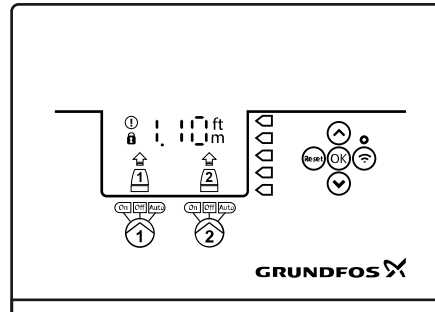 1.10 ft
m
1 2
Reset OK
On Off Auto On Off Auto
1 2
GRUNDFOS